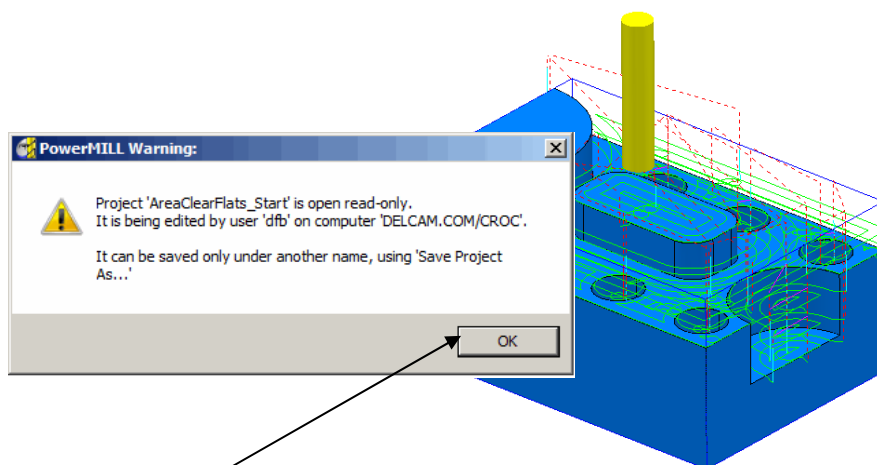 PowerMILL Warning:
Project 'AreaClearFlats_Start' is open read-only.
It is being edited by user 'dfb' on computer 'DELCAM.COM/CROC'.
It can be saved only under another name, using 'Save Project
As...'
OK